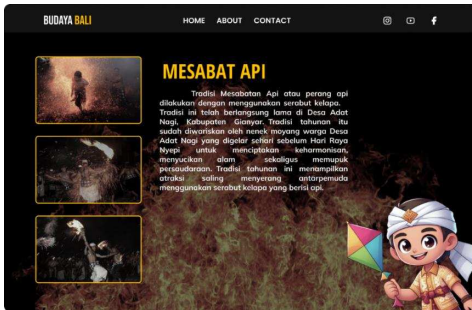 BUDAYA BALI
HOME ABOUT CONTACT
MESABAT API
Tradisi Mesabatan Api atau perang api
dilakukan dengan menggunakan serabut kelapa.
Tradisi ini telah berlangsung lama di Desa Adat
Nagi, Kabupaten Gianyar. Tradisi tahunan itu
sudah diwariskan oleh nenek moyang warga Desa
Adat Nagi yang digelar sehari sebelum Hari Raya
Nyepi untuk menciptakan keharmonisan,
menyucikan alam sekaligus memupuk
persaudaraan. Tradisi tahunan ini menampilkan
atraksi saling menyerang antarpemuda
menggunakan serabut kelapa yang berisi api.